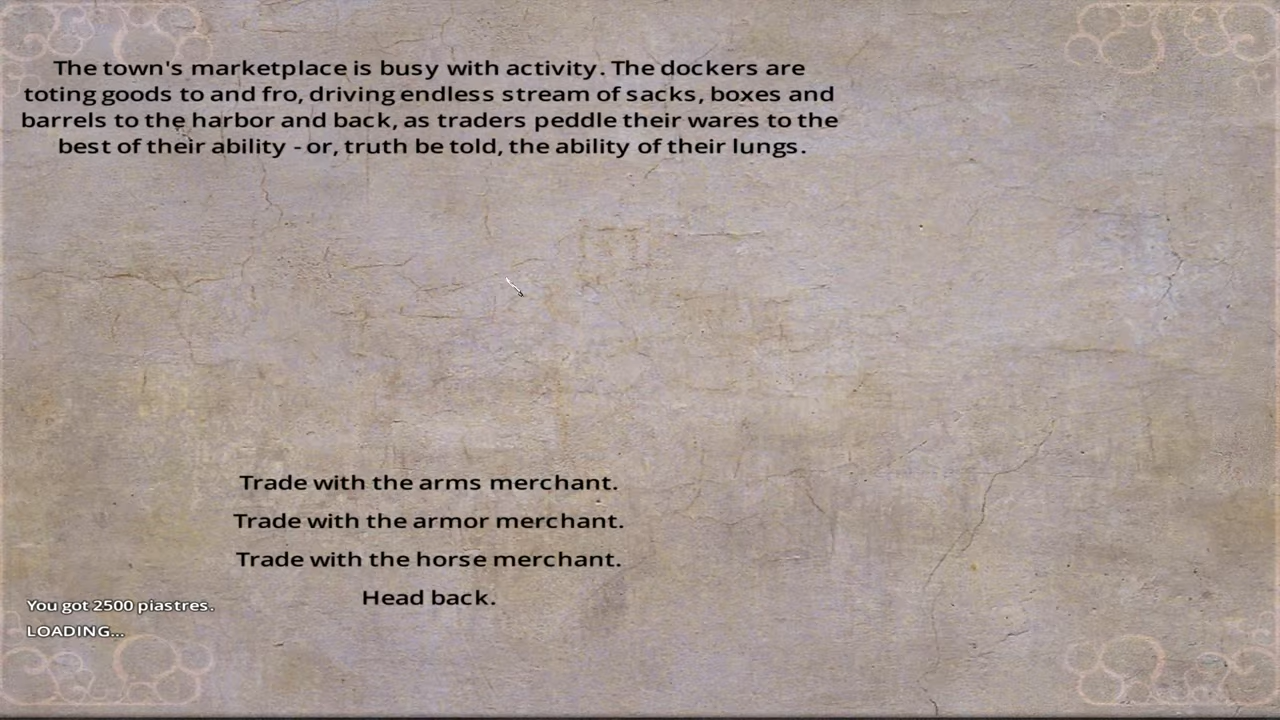 The town's marketplace is busy with activity. The dockers are
toting goods to and fro, driving endless stream of sacks, boxes and
barrels to the harbor and back, as traders peddle their wares to the
best of their ability - or, truth be told, the ability of their lungs.
Trade with the arms merchant.
Trade with the armor merchant.
Trade with the horse merchant.
Head back.
You got 2500 piastres.
LOADING...